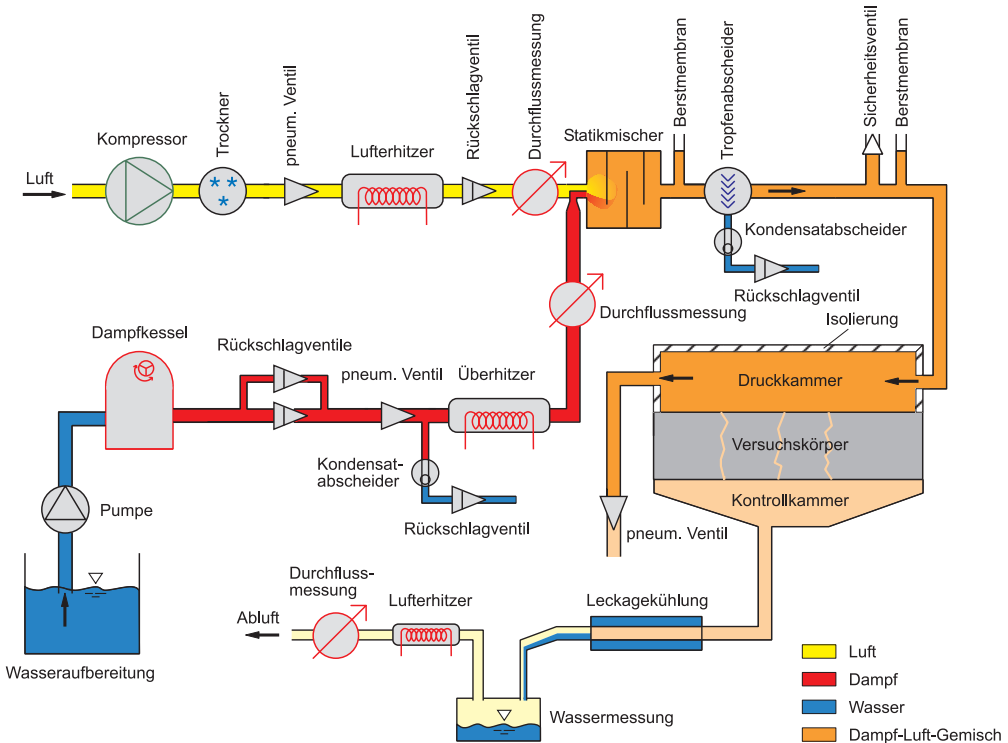 Luft
Kompressor
Trockner
pneum. Ventil
Lufterhitzer
Rückschlagventil
Durchflussmessung
Statikmischer
Berstmembran
Tropfenabscheider
Sicherheitsventil
Berstmembran
Kondensatabscheider
Rückschlagventil
Durchflussmessung
Isolierung
Dampfkessel
Rückschlagventile
pneum. Ventil
Überhitzer
Druckkammer
Versuchskörper
Kontrollkammer
Kondensat-
abscheider
Rückschlagventil
pneum. Ventil
Pumpe
Wasseraufbereitung
Durchfluss-
messung
Abluft
Lufterhitzer
Leckagekühlung
Wassermessung
Luft
Dampf
Wasser
Dampf-Luft-Gemisch